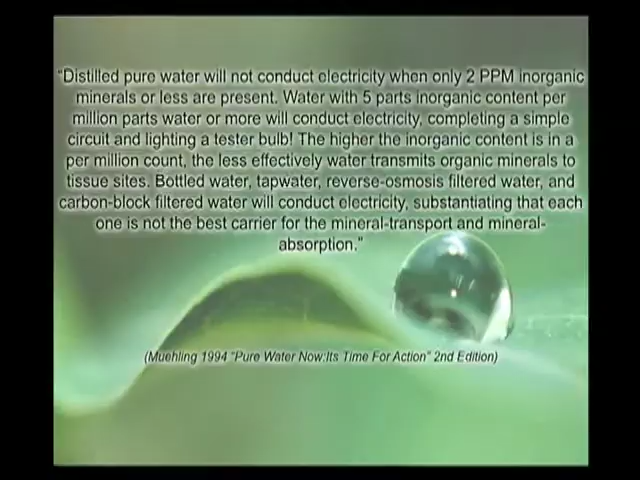 "Distilled pure water will not conduct electricity when only 2 PPM inorganic
minerals or less are present. Water with 5 parts inorganic content per
million parts water or more will conduct electricity, completing a simple
circuit and lighting a tester bulb! The higher the inorganic content is in a
per million count, the less effectively water transmits organic minerals to
tissue sites. Bottled water, tapwater, reverse-osmosis filtered water, and
carbon-block filtered water will conduct electricity, substantiating that each
one is not the best carrier for the mineral-transport and mineral-
absorption."
(Muehling 1994 "Pure Water Now:Its Time For Action" 2nd Edition)